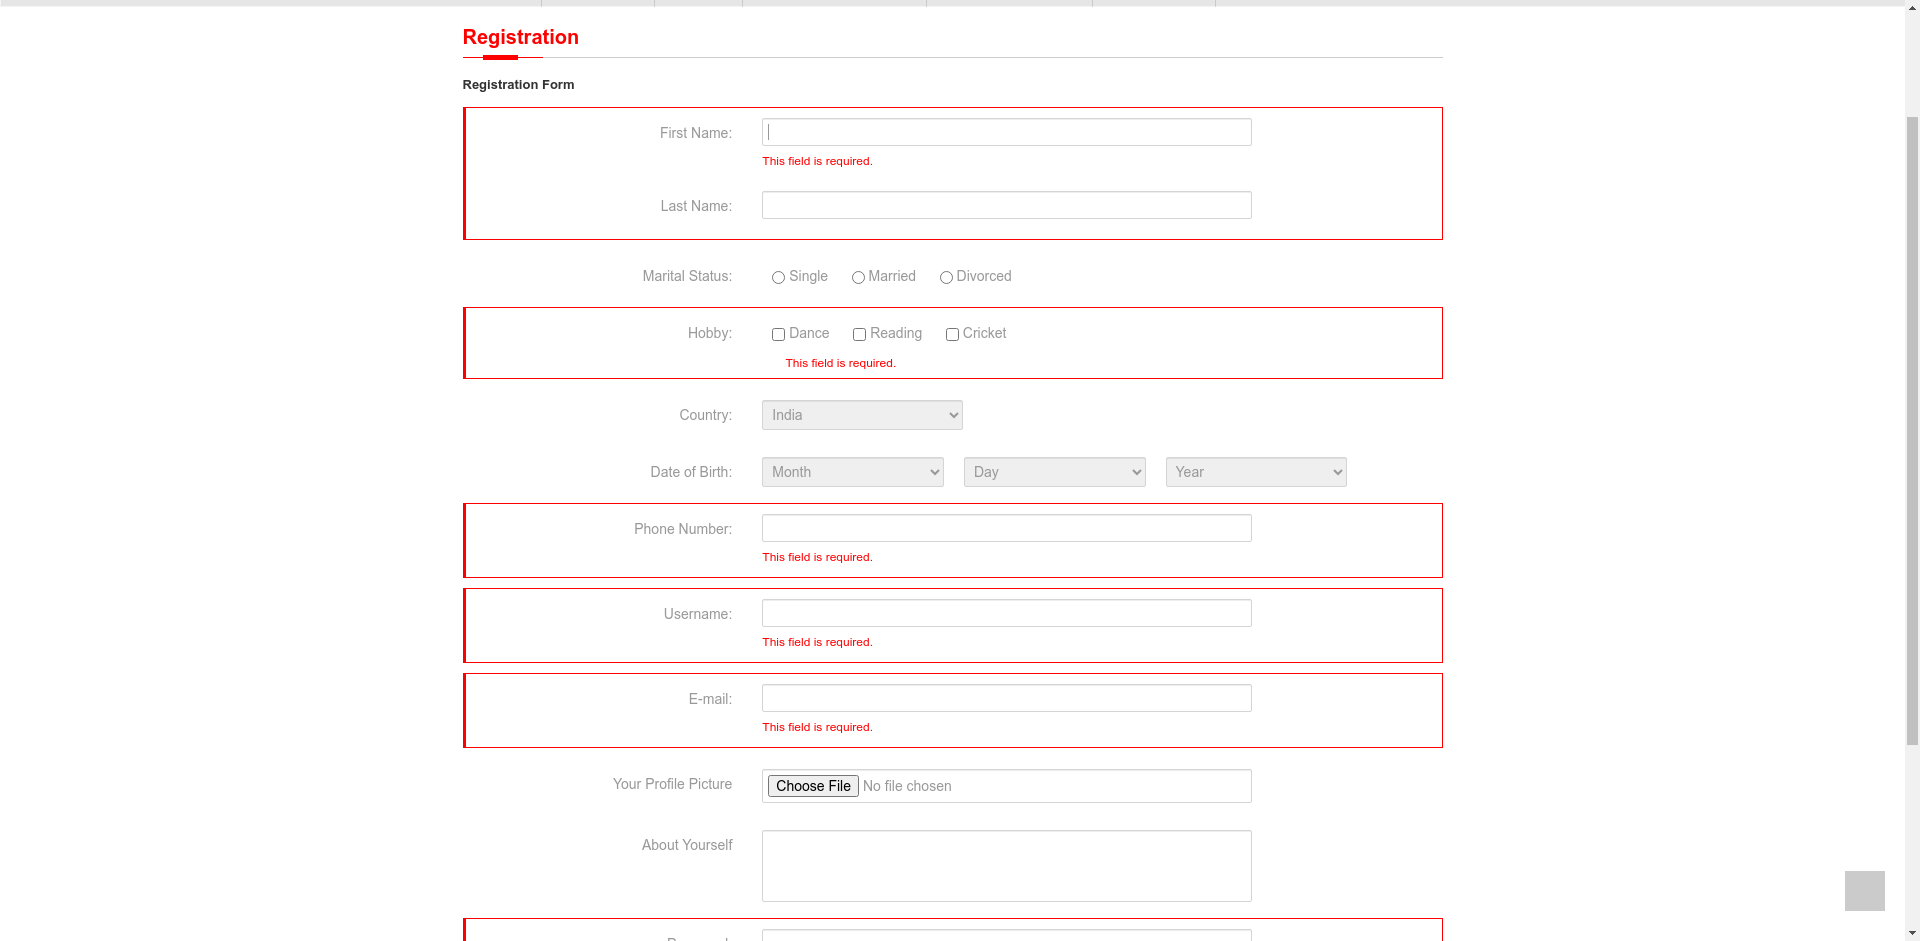 Registration
Registration Form
First Name:
This field is required.
Last Name:
Marital Status: Single Married Divorced
Hobby: Dance Reading Cricket
This field is required.
Country: India
Date of Birth: Month Day Year
Phone Number:
This field is required.
Username:
This field is required.
E-mail:
This field is required.
Your Profile Picture Choose File No file chosen
About Yourself